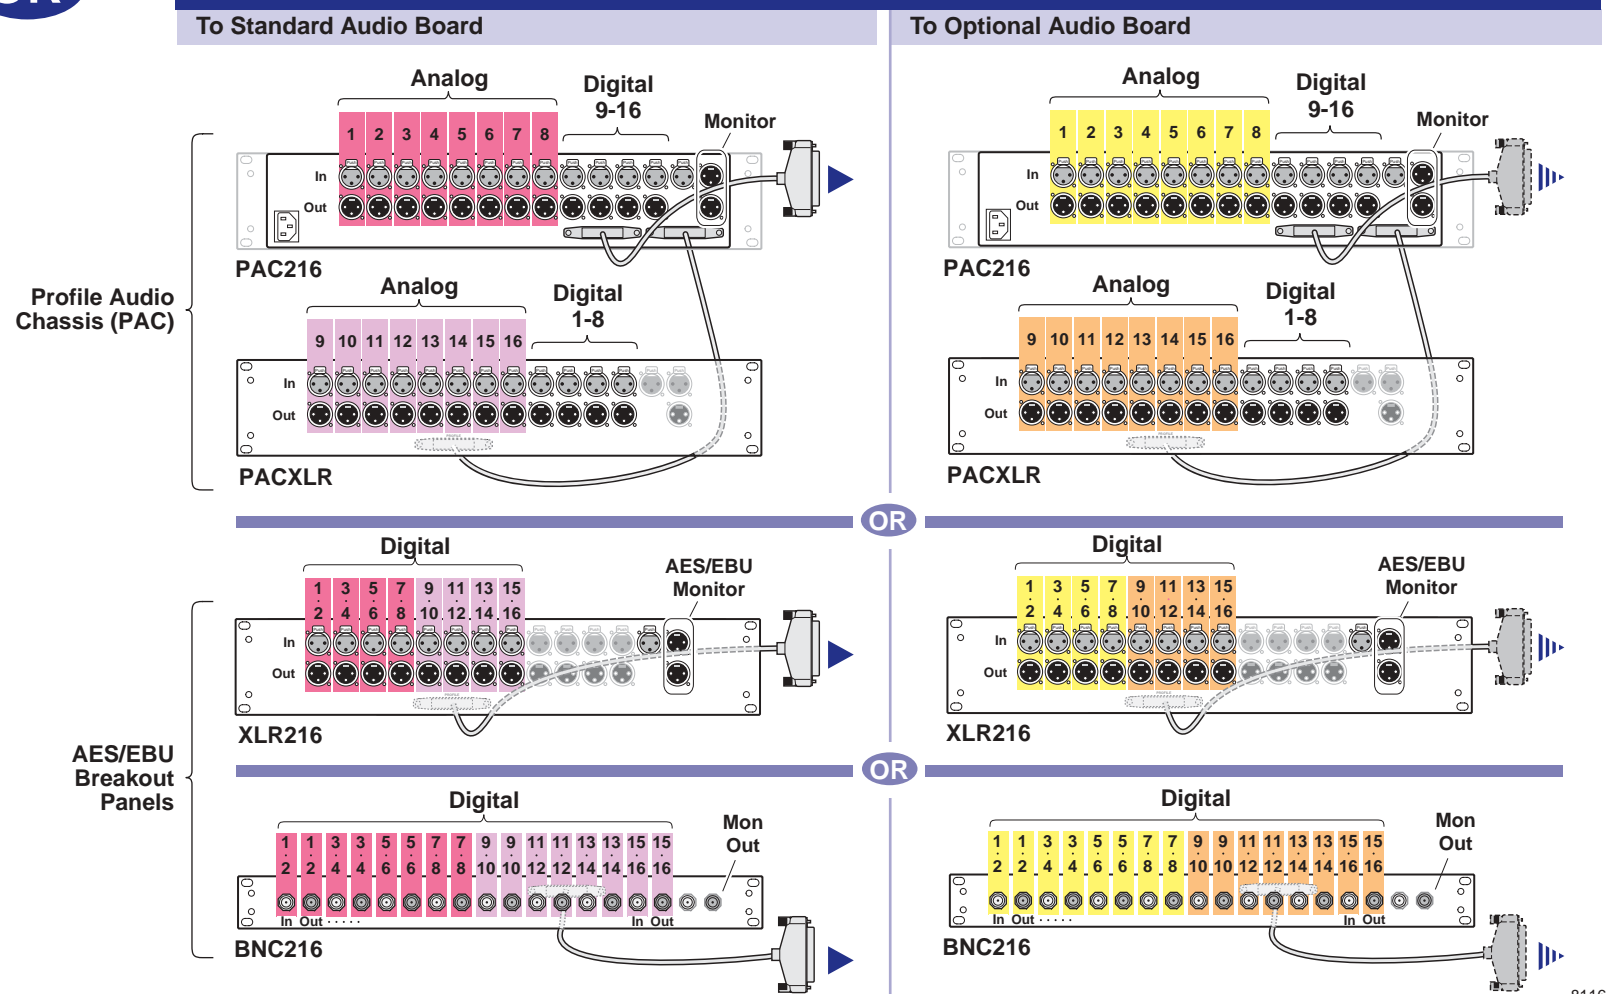 OR
To Standard Audio Board
To Optional Audio Board
Analog
Digital
9-16
Monitor
1 2 3 4 5 6 7 8
In
Out
PAC216
Profile Audio
Chassis (PAC)
Analog
Digital
1-8
9 10 11 12 13 14 15 16
In
Out
PROFILE
PACXLR
Analog
Digital
9-16
Monitor
1 2 3 4 5 6 7 8
In
Out
PAC216
Analog
Digital
1-8
9 10 11 12 13 14 15 16
In
Out
PROFILE
PACXLR
OR
AES/EBU
Breakout
Panels
Digital
AES/EBU
Monitor
1 3 5 7 9 11 13 15
2 4 6 8 10 12 14 16
In
Out
PROFILE
XLR216
Digital
AES/EBU
Monitor
1 3 5 7 9 11 13 15
2 4 6 8 10 12 14 16
In
Out
PROFILE
XLR216
OR
Digital
Mon
Out
1 1 3 3 5 5 7 7 9 9 11 11 13 13 15 15
2 2 4 4 6 6 8 8 10 10 12 12 14 14 16 16
In Out ..... In Out
BNC216
Digital
Mon
Out
1 1 3 3 5 5 7 7 9 9 11 11 13 13 15 15
2 2 4 4 6 6 8 8 10 10 12 12 14 14 16 16
In Out ..... In Out
BNC216